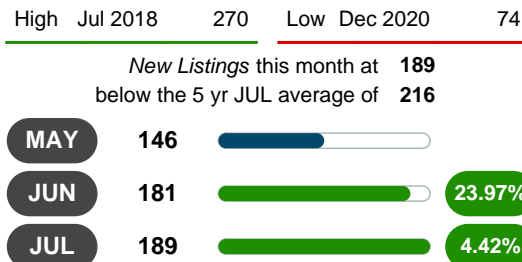 High Jul 2018 270 Low Dec 2020 74
New Listings this month at 189
below the 5 yr JUL average of 216
MAY 146
JUN 181 23.97%
JUL 189 4.42%